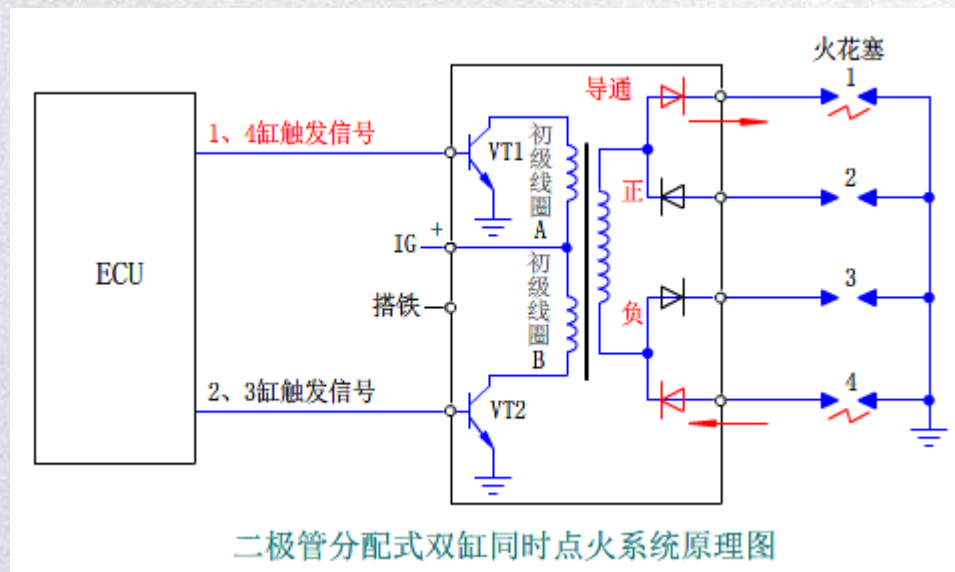 火花塞
1
导通
1、4缸触发信号
VT1
初级线圈
A
正
2
+
IG
ECU
搭铁
初级线圈
B
负
3
2、3缸触发信号
VT2
4
二极管分配式双缸同时点火系统原理图